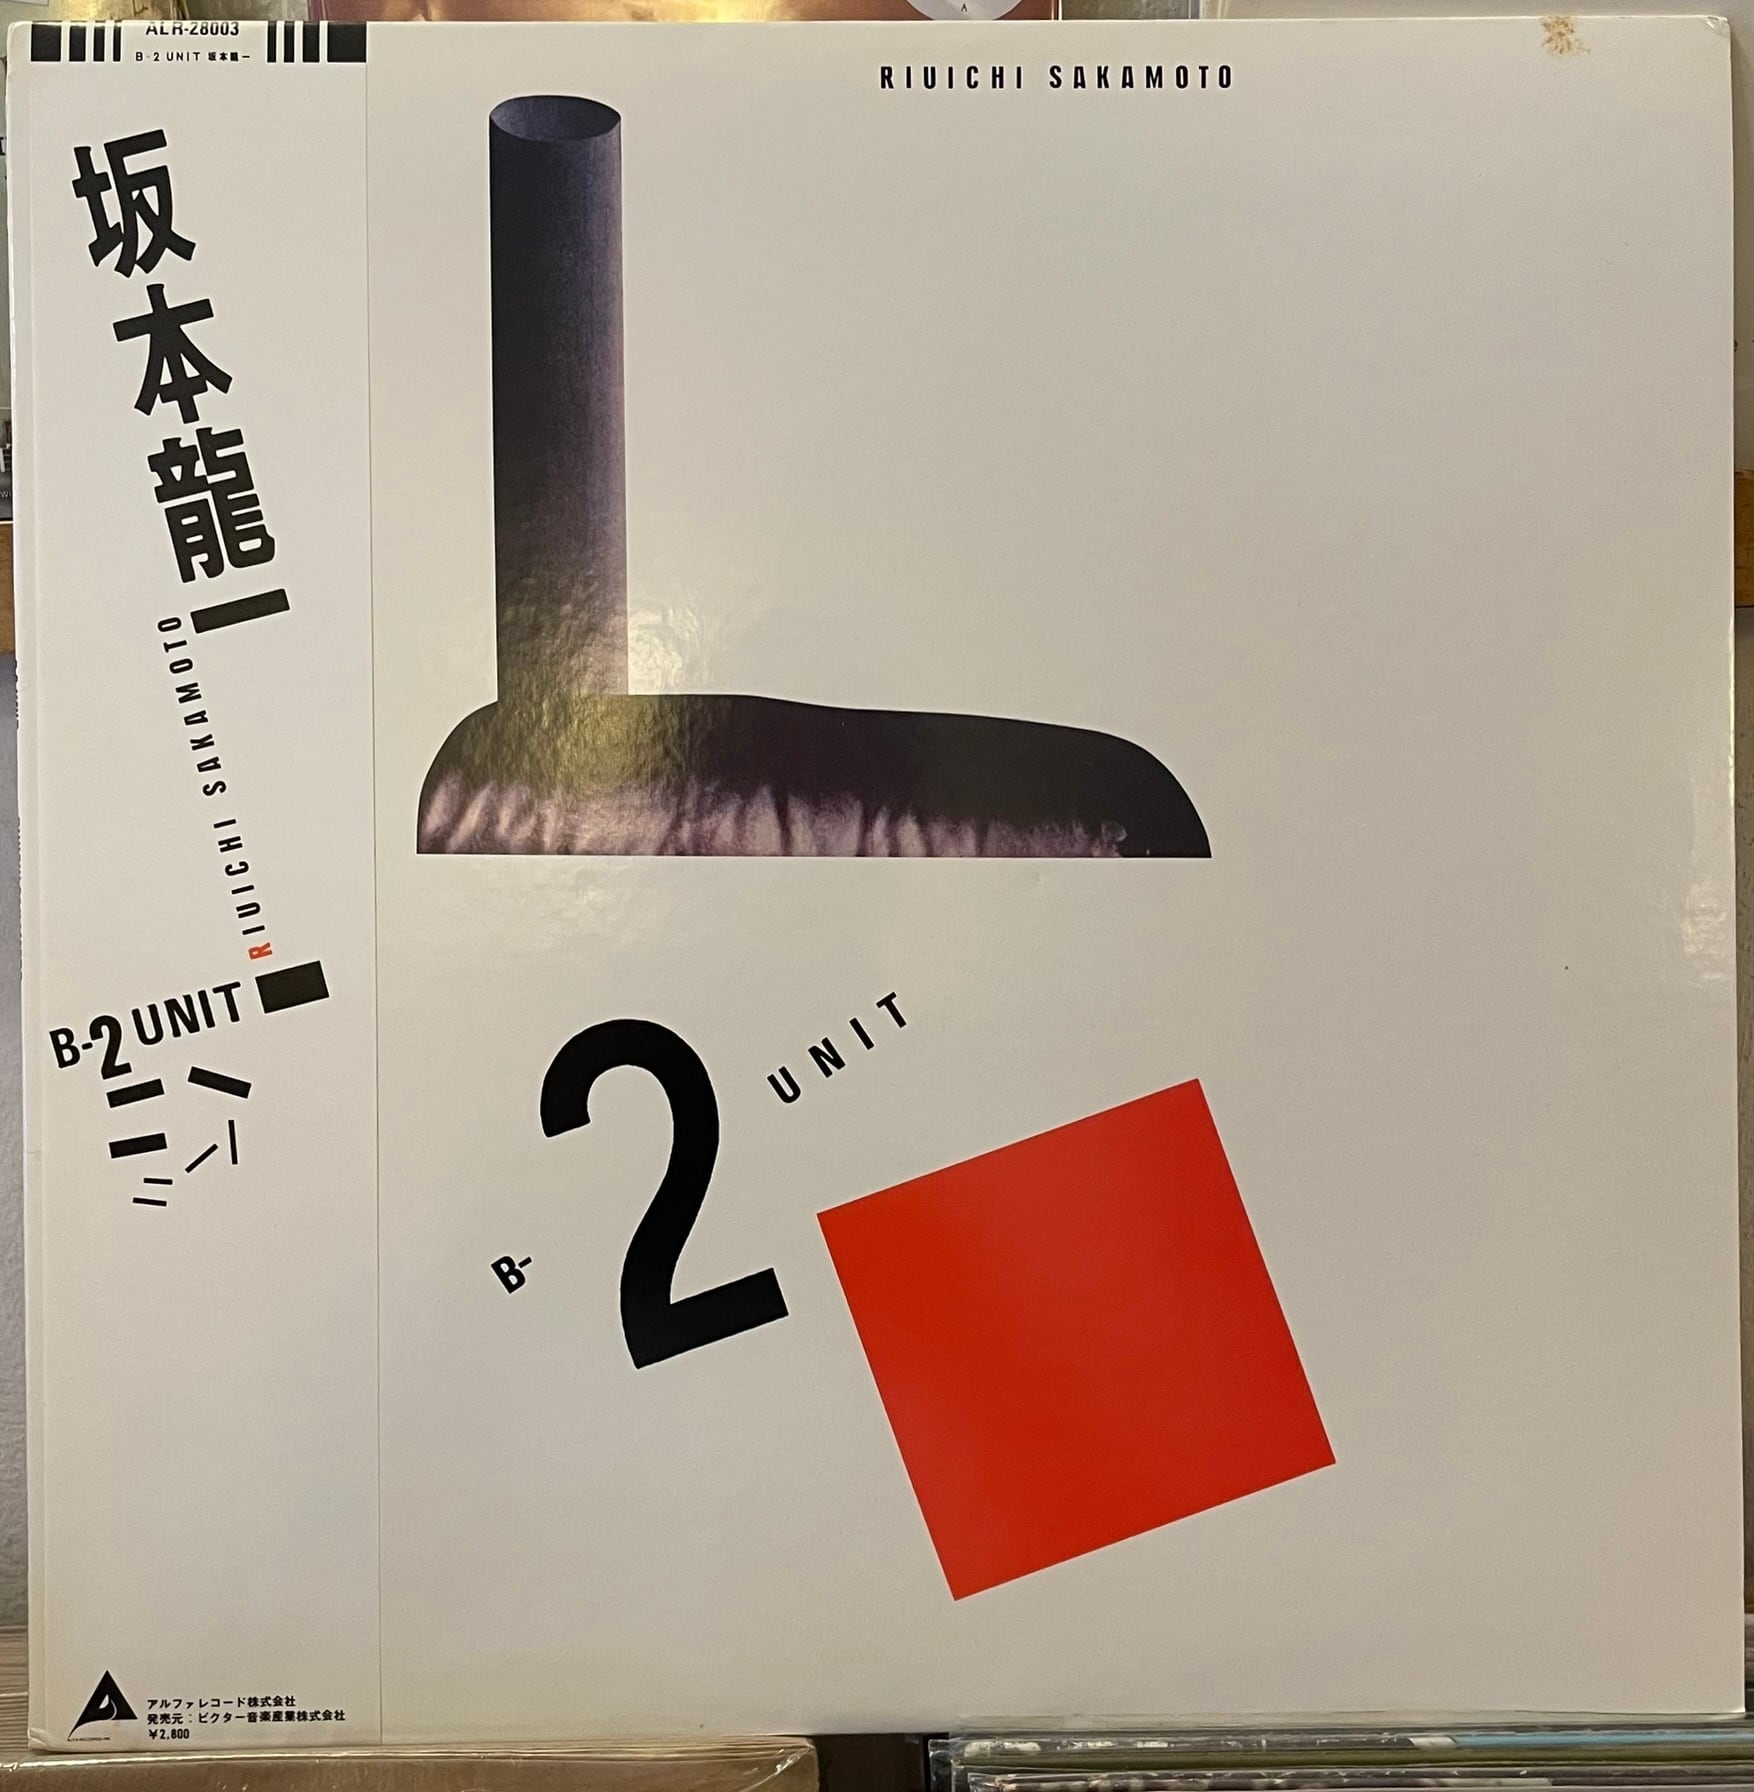 ALR-28003
B-2 UNIT 坂本龍一
坂本龍一
RIUICHI SAKAMOTO
B-2 UNIT
アルファレコード株式会社
発売元：ビクター音楽産業株式会社
¥2,800
RIUICHI SAKAMOTO
B-2 UNIT